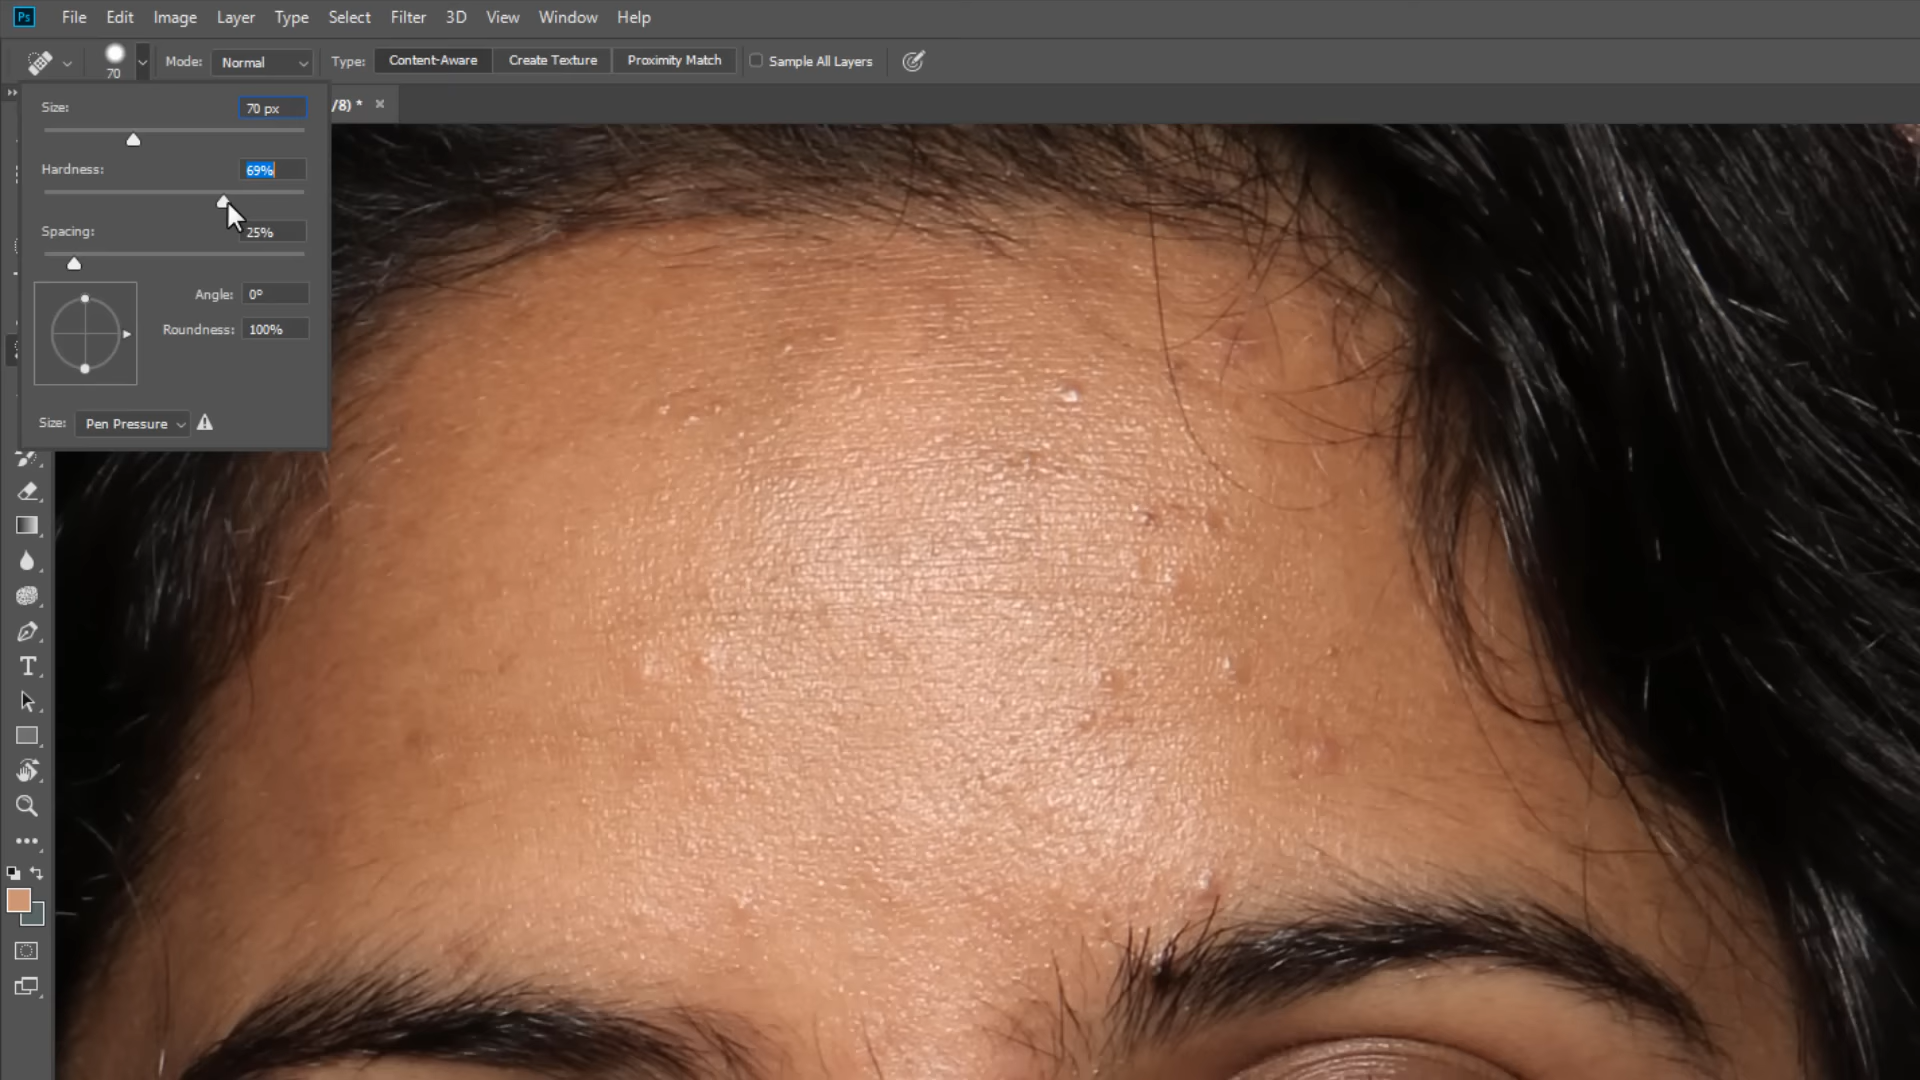 Ps File Edit Image Layer Type Select Filter 3D View Window Help
70 Mode: Normal Type: Content-Aware Create Texture Proximity Match Sample All Layers
/8) * ×
Size: 70 px
Hardness: 69%
Spacing: 25%
Angle: 0°
Roundness: 100%
Size: Pen Pressure